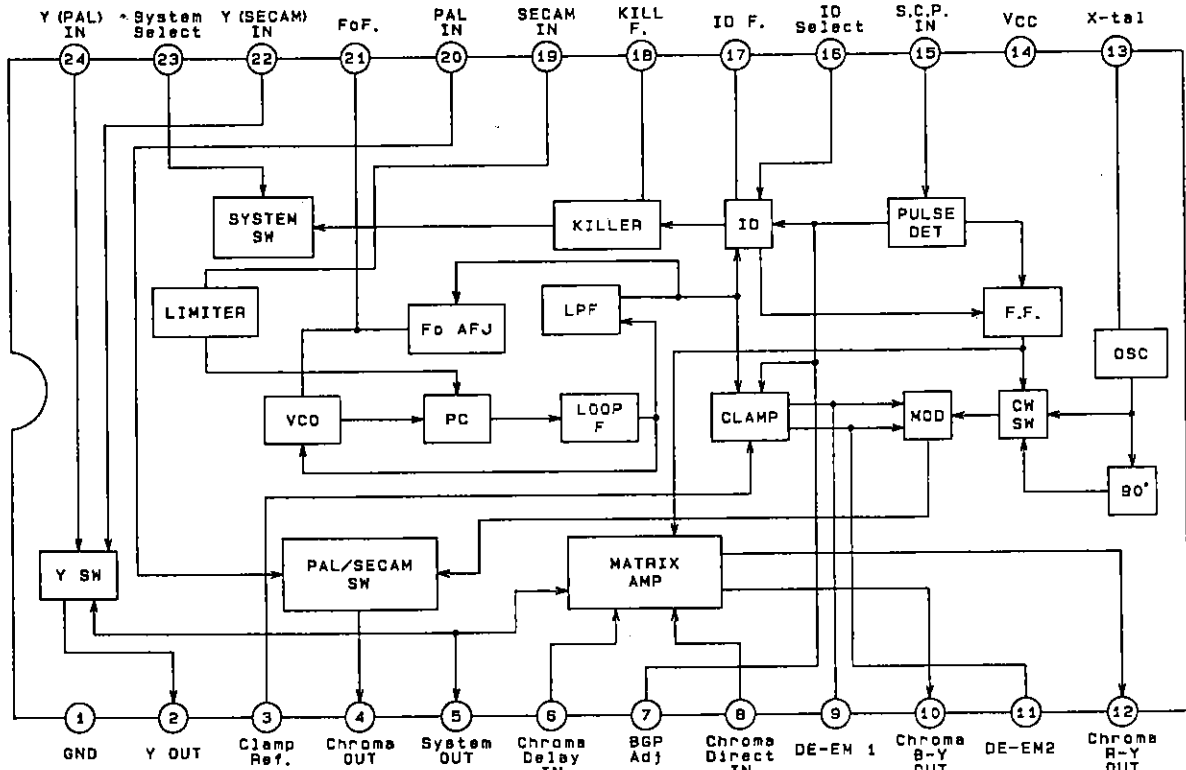 Y (PAL) IN
System Select
Y (SECAM) IN
FoF.
PAL IN
SECAM IN
KILL F.
ID F.
ID Select
S.C.P. IN
VCC
X-tal
24
23
22
21
20
19
18
17
16
15
14
13
SYSTEM SW
KILLER
ID
PULSE DET
LIMITER
Fo AFJ
LPF
F.F.
OSC
VCO
PC
LOOP F
CLAMP
MOD
CW SW
90°
Y SW
PAL/SECAM SW
MATRIX AMP
1
2
3
4
5
6
7
8
9
10
11
12
GND
Y OUT
Clamp Ref.
Chroma OUT
System OUT
Chroma Delay IN
BGP Adj
Chroma Direct IN
DE-EM 1
Chroma B-Y OUT
DE-EM2
Chroma R-Y OUT